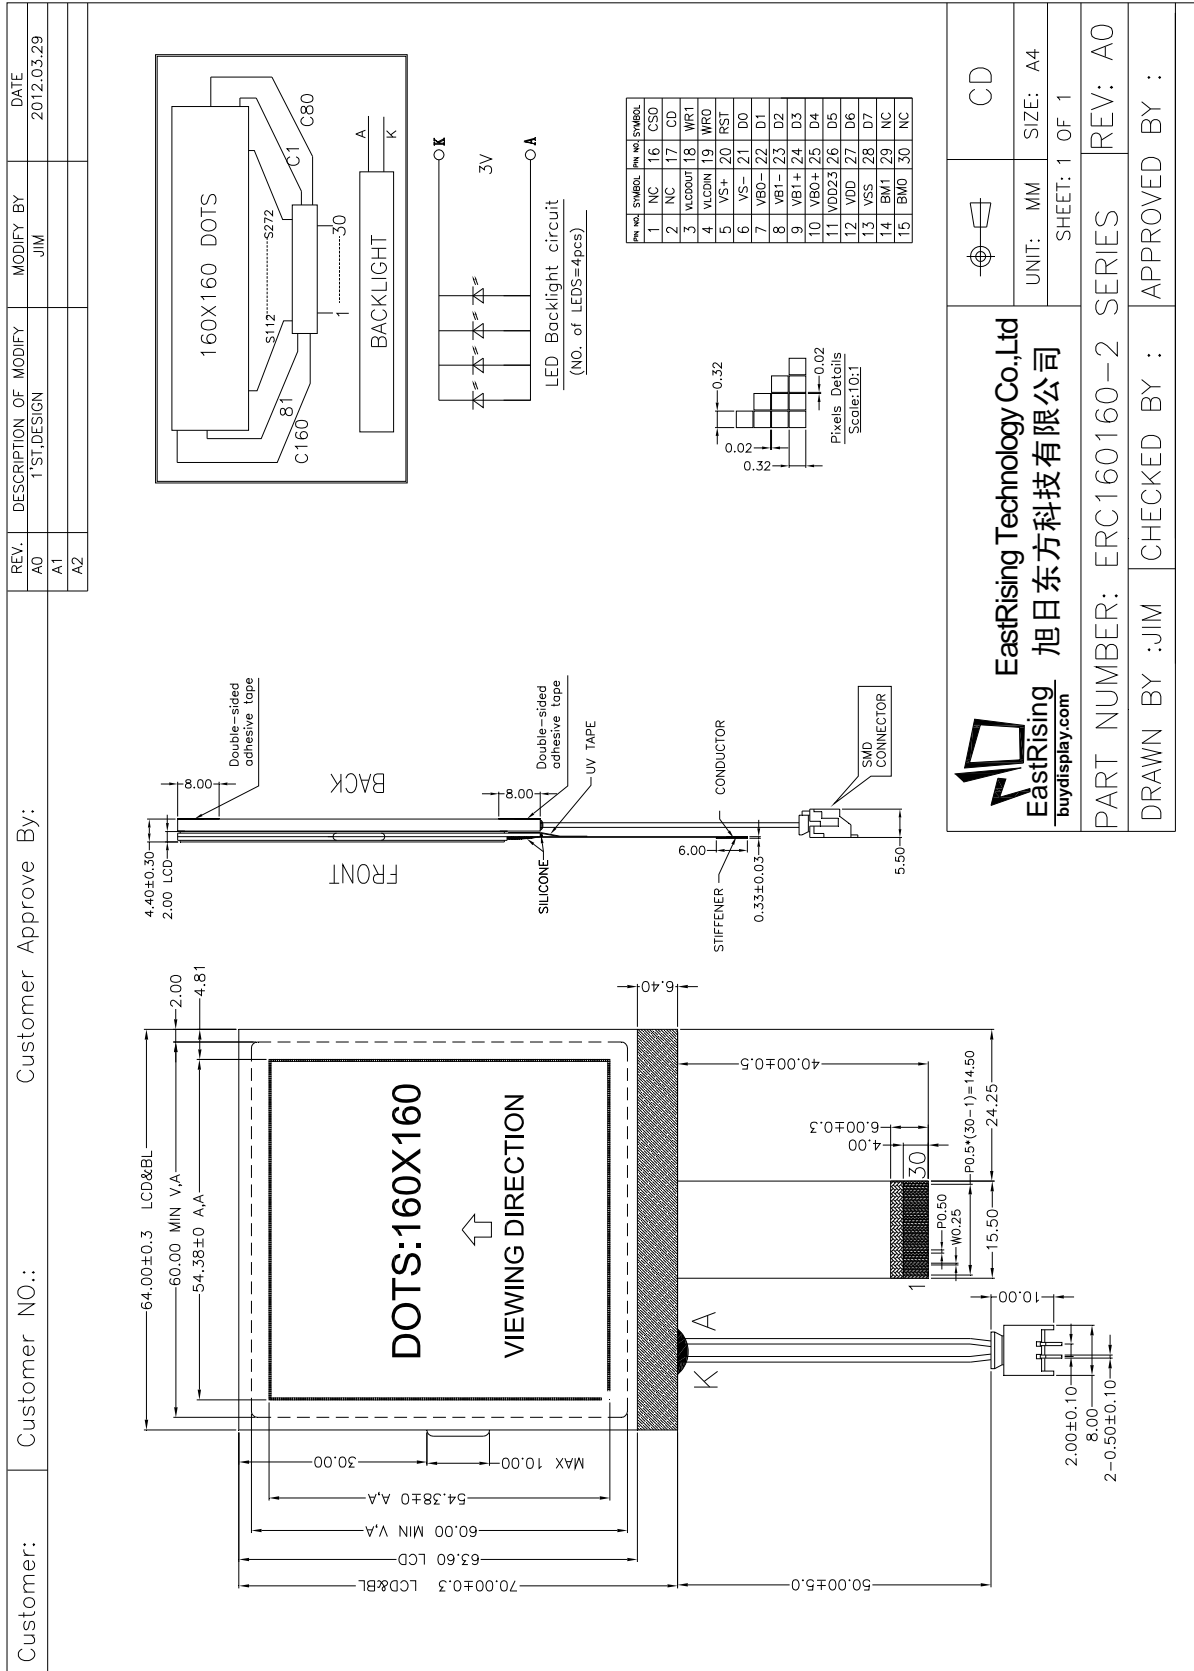 Customer:
Customer NO.:
Customer Approve By:
REV.
DESCRIPTION OF MODIFY
MODIFY BY
DATE
A0
1'ST,DESIGN
JIM
2012.03.29
A1
A2
64.00±0.3 LCD&BL
60.00 MIN V,A
54.38±0 A,A
2.00
4.81
DOTS:160X160
VIEWING DIRECTION
30.00
MAX 10.00
54.38±0 A,A
60.00 MIN V,A
63.60 LCD
70.00±0.3 LCD&BL
50.00±5.0
6.40
40.00±0.5
6.00±0.3
4.00
K
A
1
30
P0.50
W0.25
P0.5*(30-1)=14.50
15.50
24.25
10.00
2.00±0.10
8.00
2-0.50±0.10
4.40±0.30
2.00 LCD
8.00
Double-sided
adhesive tape
FRONT
BACK
8.00
Double-sided
adhesive tape
SILICONE
UV TAPE
STIFFENER
CONDUCTOR
6.00
0.33±0.03
SMD
CONNECTOR
5.50
160X160 DOTS
S112
S272
C160
81
C1
C80
1
30
BACKLIGHT
A
K
K
3V
A
LED Backlight circuit
(NO. of LEDS=4pcs)
0.32
0.02
0.32
0.02
Pixels Details
Scale:10:1
PIN NO. SYMBOL PIN NO. SYMBOL
1 NC 16 CS0
2 NC 17 CD
3 VLCDOUT 18 WR1
4 VLCDIN 19 WR0
5 VS+ 20 RST
6 VS- 21 D0
7 VB0- 22 D1
8 VB1- 23 D2
9 VB1+ 24 D3
10 VB0+ 25 D4
11 VDD23 26 D5
12 VDD 27 D6
13 VSS 28 D7
14 BM1 29 NC
15 BM0 30 NC
EastRising
buydisplay.com
EastRising Technology Co.,Ltd
旭日东方科技有限公司
CD
UNIT: MM
SIZE: A4
SHEET: 1 OF 1
PART NUMBER: ERC160160-2 SERIES
REV: A0
DRAWN BY :JIM
CHECKED BY :
APPROVED BY :